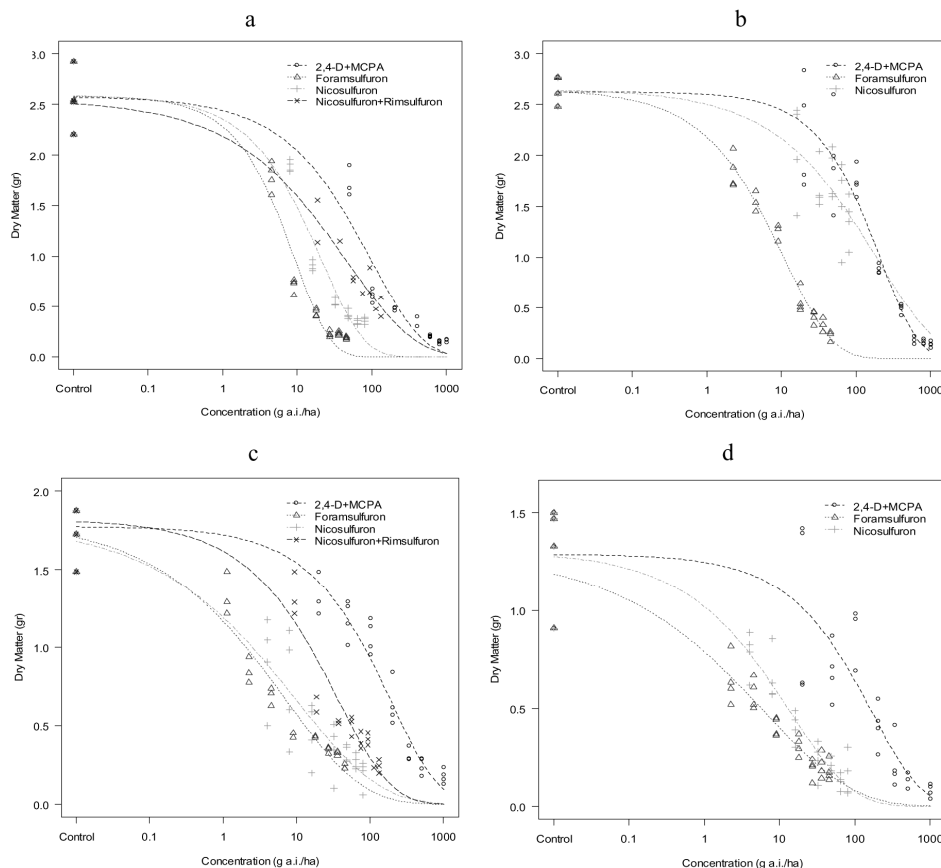 a
3.0
2.5
2.0
1.5
1.0
0.5
0.0
Dry Matter (gr)
2,4-D+MCPA
Foramsulfuron
Nicosulfuron
Nicosulfuron+Rimsulfuron
Control
0.1
1
10
100
1000
Concentration (g a.i./ha)
b
3.0
2.5
2.0
1.5
1.0
0.5
0.0
Dry Matter (gr)
2,4-D+MCPA
Foramsulfuron
Nicosulfuron
Control
0.1
1
10
100
1000
Concentration (g a.i./ha)
c
2.0
1.5
1.0
0.5
0.0
Dry Matter (gr)
2,4-D+MCPA
Foramsulfuron
Nicosulfuron
Nicosulfuron+Rimsulfuron
Control
0.1
1
10
100
1000
Concentration (g a.i./ha)
d
1.5
1.0
0.5
0.0
Dry Matter (gr)
2,4-D+MCPA
Foramsulfuron
Nicosulfuron
Control
0.1
1
10
100
1000
Concentration (g a.i./ha)